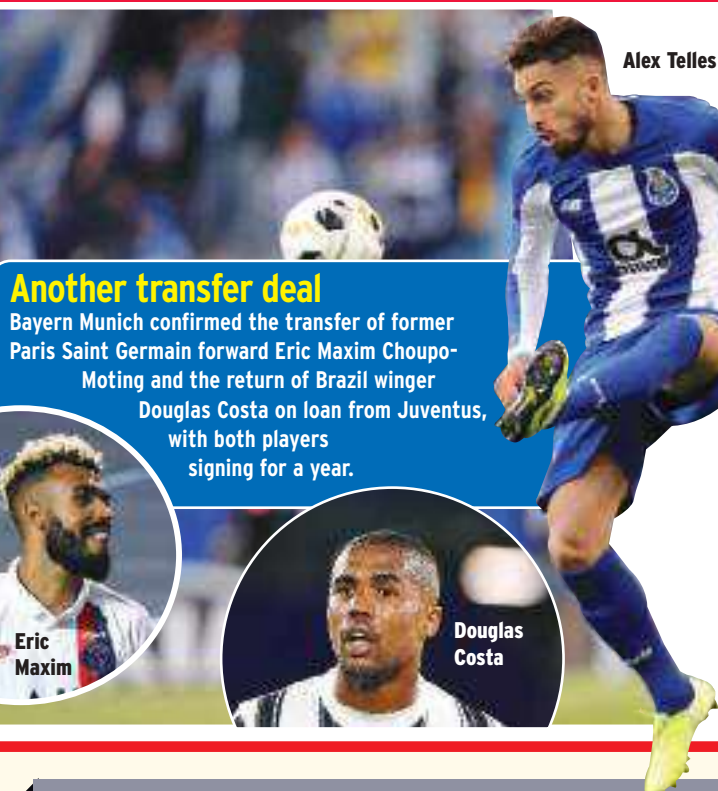 Alex Telles
Another transfer deal
Bayern Munich confirmed the transfer of former
Paris Saint Germain forward Eric Maxim Choupo-
Moting and the return of Brazil winger
Douglas Costa on loan from Juventus,
with both players
signing for a year.
Eric
Maxim
Douglas
Costa